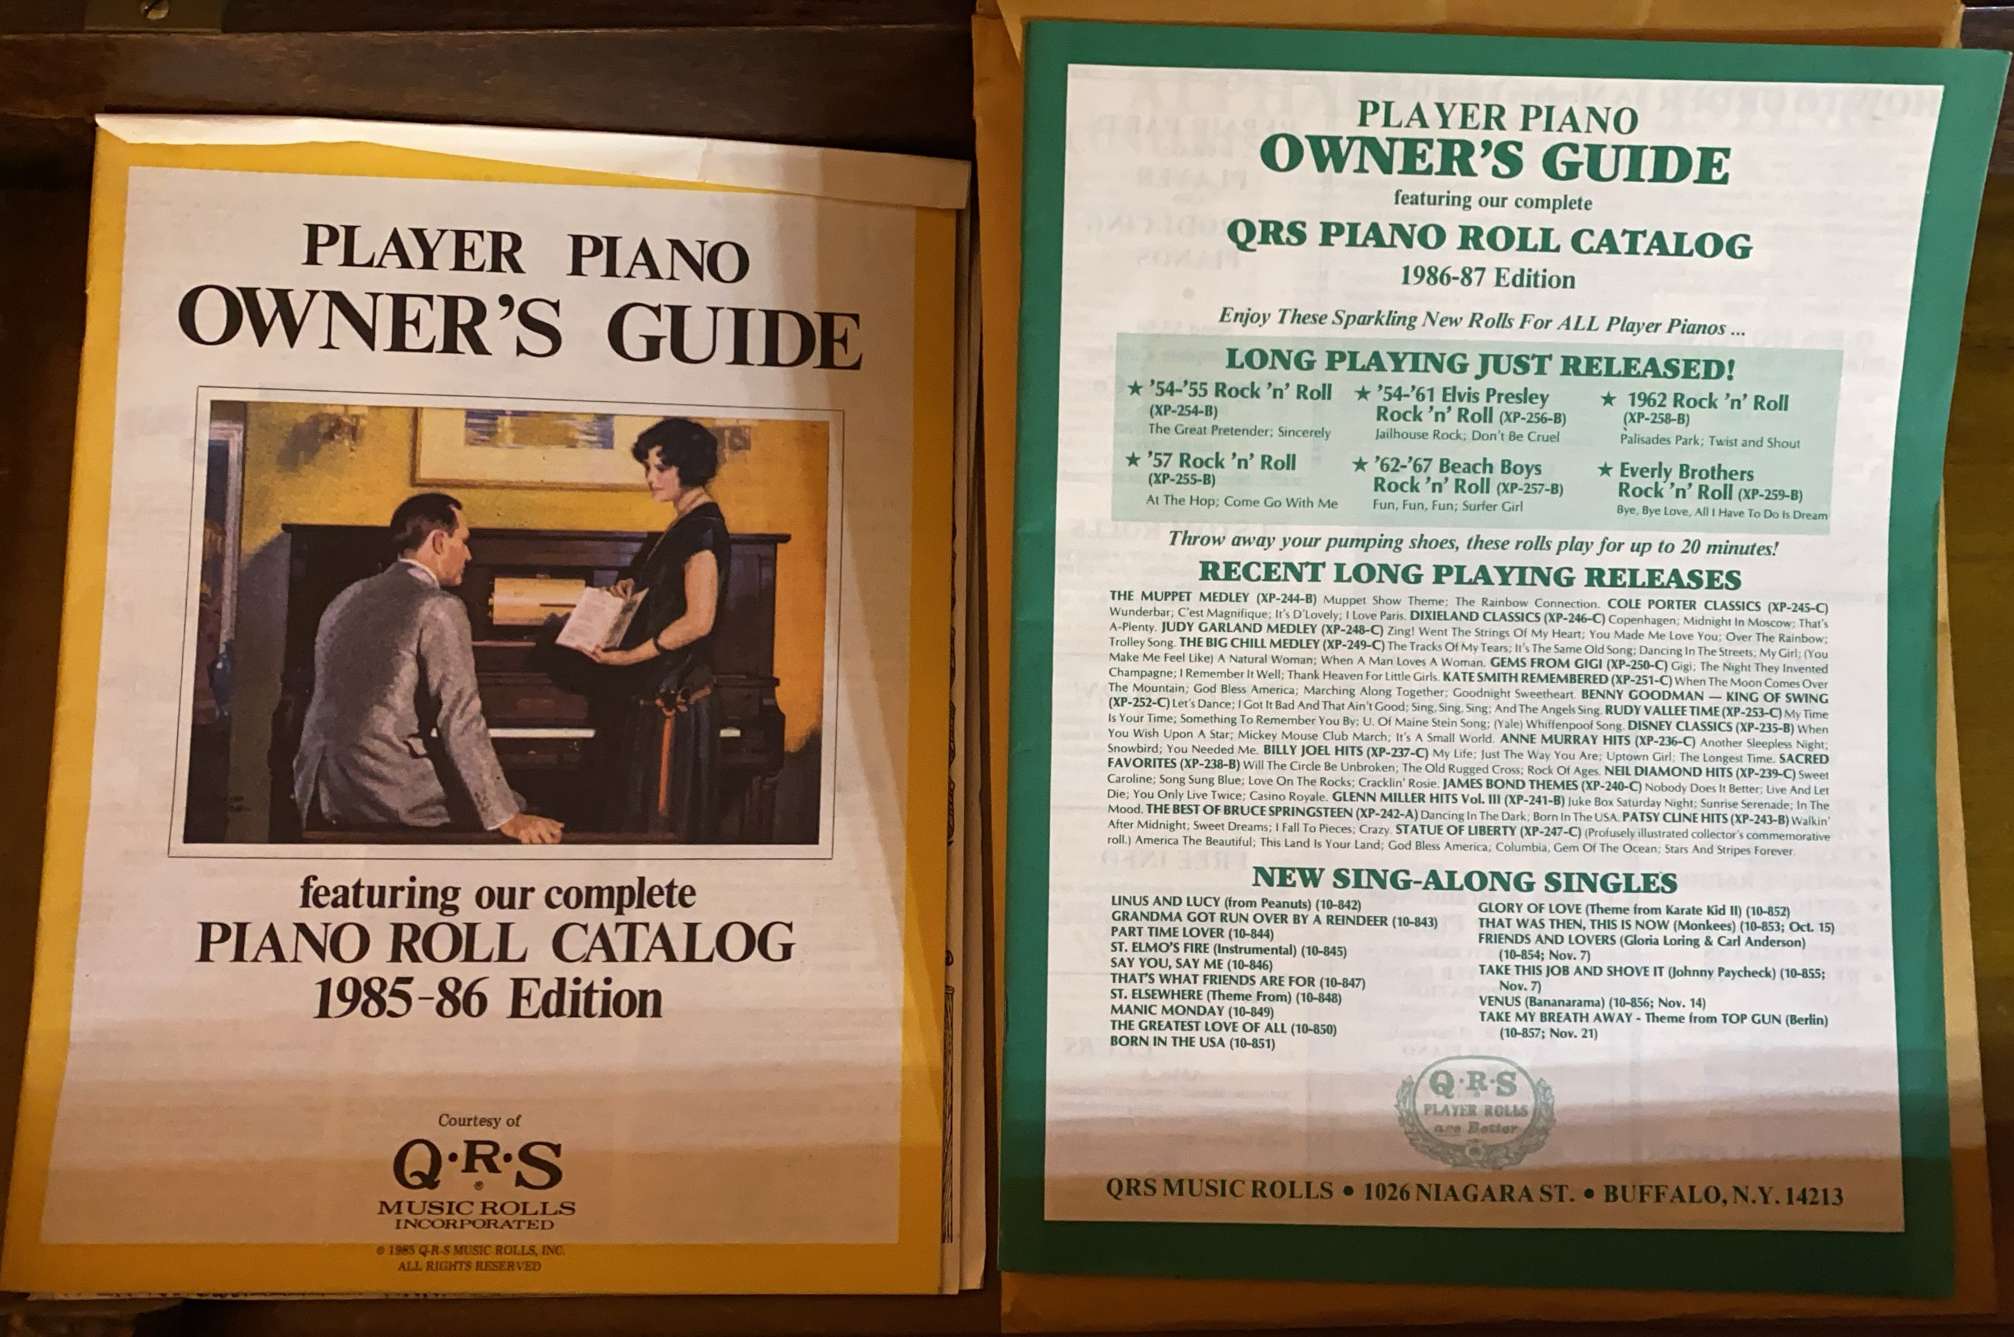 PLAYER PIANO
OWNER'S GUIDE
featuring our complete
PIANO ROLL CATALOG
1985-86 Edition
Courtesy of
Q·R·S
®
MUSIC ROLLS
INCORPORATED
© 1985 Q-R-S MUSIC ROLLS, INC.
ALL RIGHTS RESERVED
PLAYER PIANO
OWNER'S GUIDE
featuring our complete
QRS PIANO ROLL CATALOG
1986-87 Edition
Enjoy These Sparkling New Rolls For ALL Player Pianos ...
LONG PLAYING JUST RELEASED!
★ '54-'55 Rock 'n' Roll
(XP-254-B)
The Great Pretender; Sincerely
★ '54-'61 Elvis Presley
Rock 'n' Roll (XP-256-B)
Jailhouse Rock; Don't Be Cruel
★ 1962 Rock 'n' Roll
(XP-258-B)
Palisades Park; Twist and Shout
★ '57 Rock 'n' Roll
(XP-255-B)
At The Hop; Come Go With Me
★ '62-'67 Beach Boys
Rock 'n' Roll (XP-257-B)
Fun, Fun, Fun; Surfer Girl
★ Everly Brothers
Rock 'n' Roll (XP-259-B)
Bye, Bye Love, All I Have To Do Is Dream
Throw away your pumping shoes, these rolls play for up to 20 minutes!
RECENT LONG PLAYING RELEASES
THE MUPPET MEDLEY (XP-244-B) Muppet Show Theme; The Rainbow Connection. COLE PORTER CLASSICS (XP-245-C)
Wunderbar; C'est Magnifique; It's D'Lovely; I Love Paris. DIXIELAND CLASSICS (XP-246-C) Copenhagen; Midnight In Moscow; That's
A-Plenty. JUDY GARLAND MEDLEY (XP-248-C) Zing! Went The Strings Of My Heart; You Made Me Love You; Over The Rainbow;
Trolley Song. THE BIG CHILL MEDLEY (XP-249-C) The Tracks Of My Tears; It's The Same Old Song; Dancing In The Streets; My Girl; (You
Make Me Feel Like) A Natural Woman; When A Man Loves A Woman. GEMS FROM GIGI (XP-250-C) Gigi; The Night They Invented
Champagne; I Remember It Well; Thank Heaven For Little Girls. KATE SMITH REMEMBERED (XP-251-C) When The Moon Comes Over
The Mountain; God Bless America; Marching Along Together; Goodnight Sweetheart. BENNY GOODMAN — KING OF SWING
(XP-252-C) Let's Dance; I Got It Bad And That Ain't Good; Sing, Sing, Sing; And The Angels Sing. RUDY VALLEE TIME (XP-253-C) My Time
Is Your Time; Something To Remember You By; U. Of Maine Stein Song; (Yale) Whiffenpoof Song. DISNEY CLASSICS (XP-235-B) When
You Wish Upon A Star; Mickey Mouse Club March; It's A Small World. ANNE MURRAY HITS (XP-236-C) Another Sleepless Night;
Snowbird; You Needed Me. BILLY JOEL HITS (XP-237-C) My Life; Just The Way You Are; Uptown Girl; The Longest Time. SACRED
FAVORITES (XP-238-B) Will The Circle Be Unbroken; The Old Rugged Cross; Rock Of Ages. NEIL DIAMOND HITS (XP-239-C) Sweet
Caroline; Song Sung Blue; Love On The Rocks; Cracklin' Rosie. JAMES BOND THEMES (XP-240-C) Nobody Does It Better; Live And Let
Die; You Only Live Twice; Casino Royale. GLENN MILLER HITS Vol. III (XP-241-B) Juke Box Saturday Night; Sunrise Serenade; In The
Mood. THE BEST OF BRUCE SPRINGSTEEN (XP-242-A) Dancing In The Dark; Born In The USA. PATSY CLINE HITS (XP-243-B) Walkin'
After Midnight; Sweet Dreams; I Fall To Pieces; Crazy. STATUE OF LIBERTY (XP-247-C) (Profusely illustrated collector's commemorative
roll.) America The Beautiful; This Land Is Your Land; God Bless America; Columbia, Gem Of The Ocean; Stars And Stripes Forever.
NEW SING-ALONG SINGLES
LINUS AND LUCY (from Peanuts) (10-842)
GRANDMA GOT RUN OVER BY A REINDEER (10-843)
PART TIME LOVER (10-844)
ST. ELMO'S FIRE (Instrumental) (10-845)
SAY YOU, SAY ME (10-846)
THAT'S WHAT FRIENDS ARE FOR (10-847)
ST. ELSEWHERE (Theme From) (10-848)
MANIC MONDAY (10-849)
THE GREATEST LOVE OF ALL (10-850)
BORN IN THE USA (10-851)
GLORY OF LOVE (Theme from Karate Kid II) (10-852)
THAT WAS THEN, THIS IS NOW (Monkees) (10-853; Oct. 15)
FRIENDS AND LOVERS (Gloria Loring & Carl Anderson)
(10-854; Nov. 7)
TAKE THIS JOB AND SHOVE IT (Johnny Paycheck) (10-855;
Nov. 7)
VENUS (Bananarama) (10-856; Nov. 14)
TAKE MY BREATH AWAY - Theme from TOP GUN (Berlin)
(10-857; Nov. 21)
Q·R·S
PLAYER ROLLS
are Better
QRS MUSIC ROLLS • 1026 NIAGARA ST. • BUFFALO, N.Y. 14213